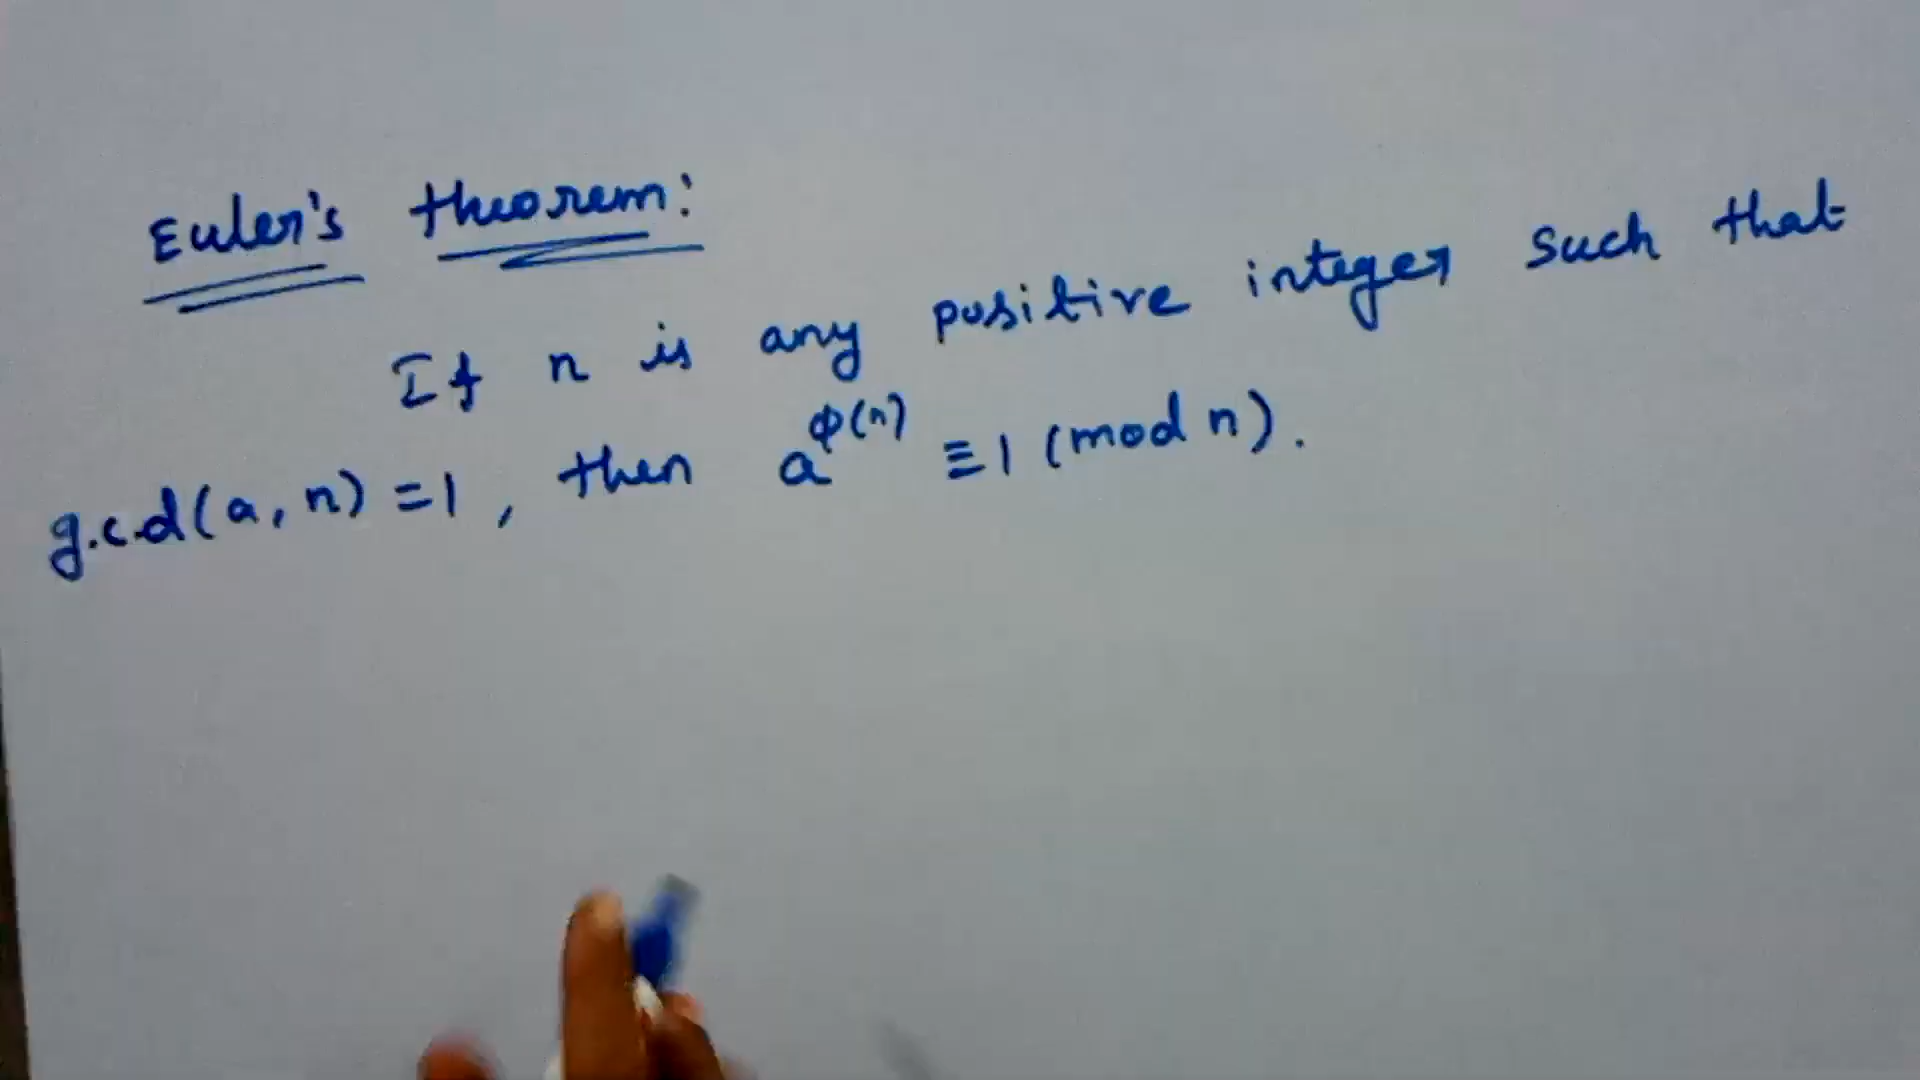 Euler's theorem:
If n is any positive integer such that
g.c.d(a, n) = 1, then a^ϕ(n) ≡ 1 (mod n).